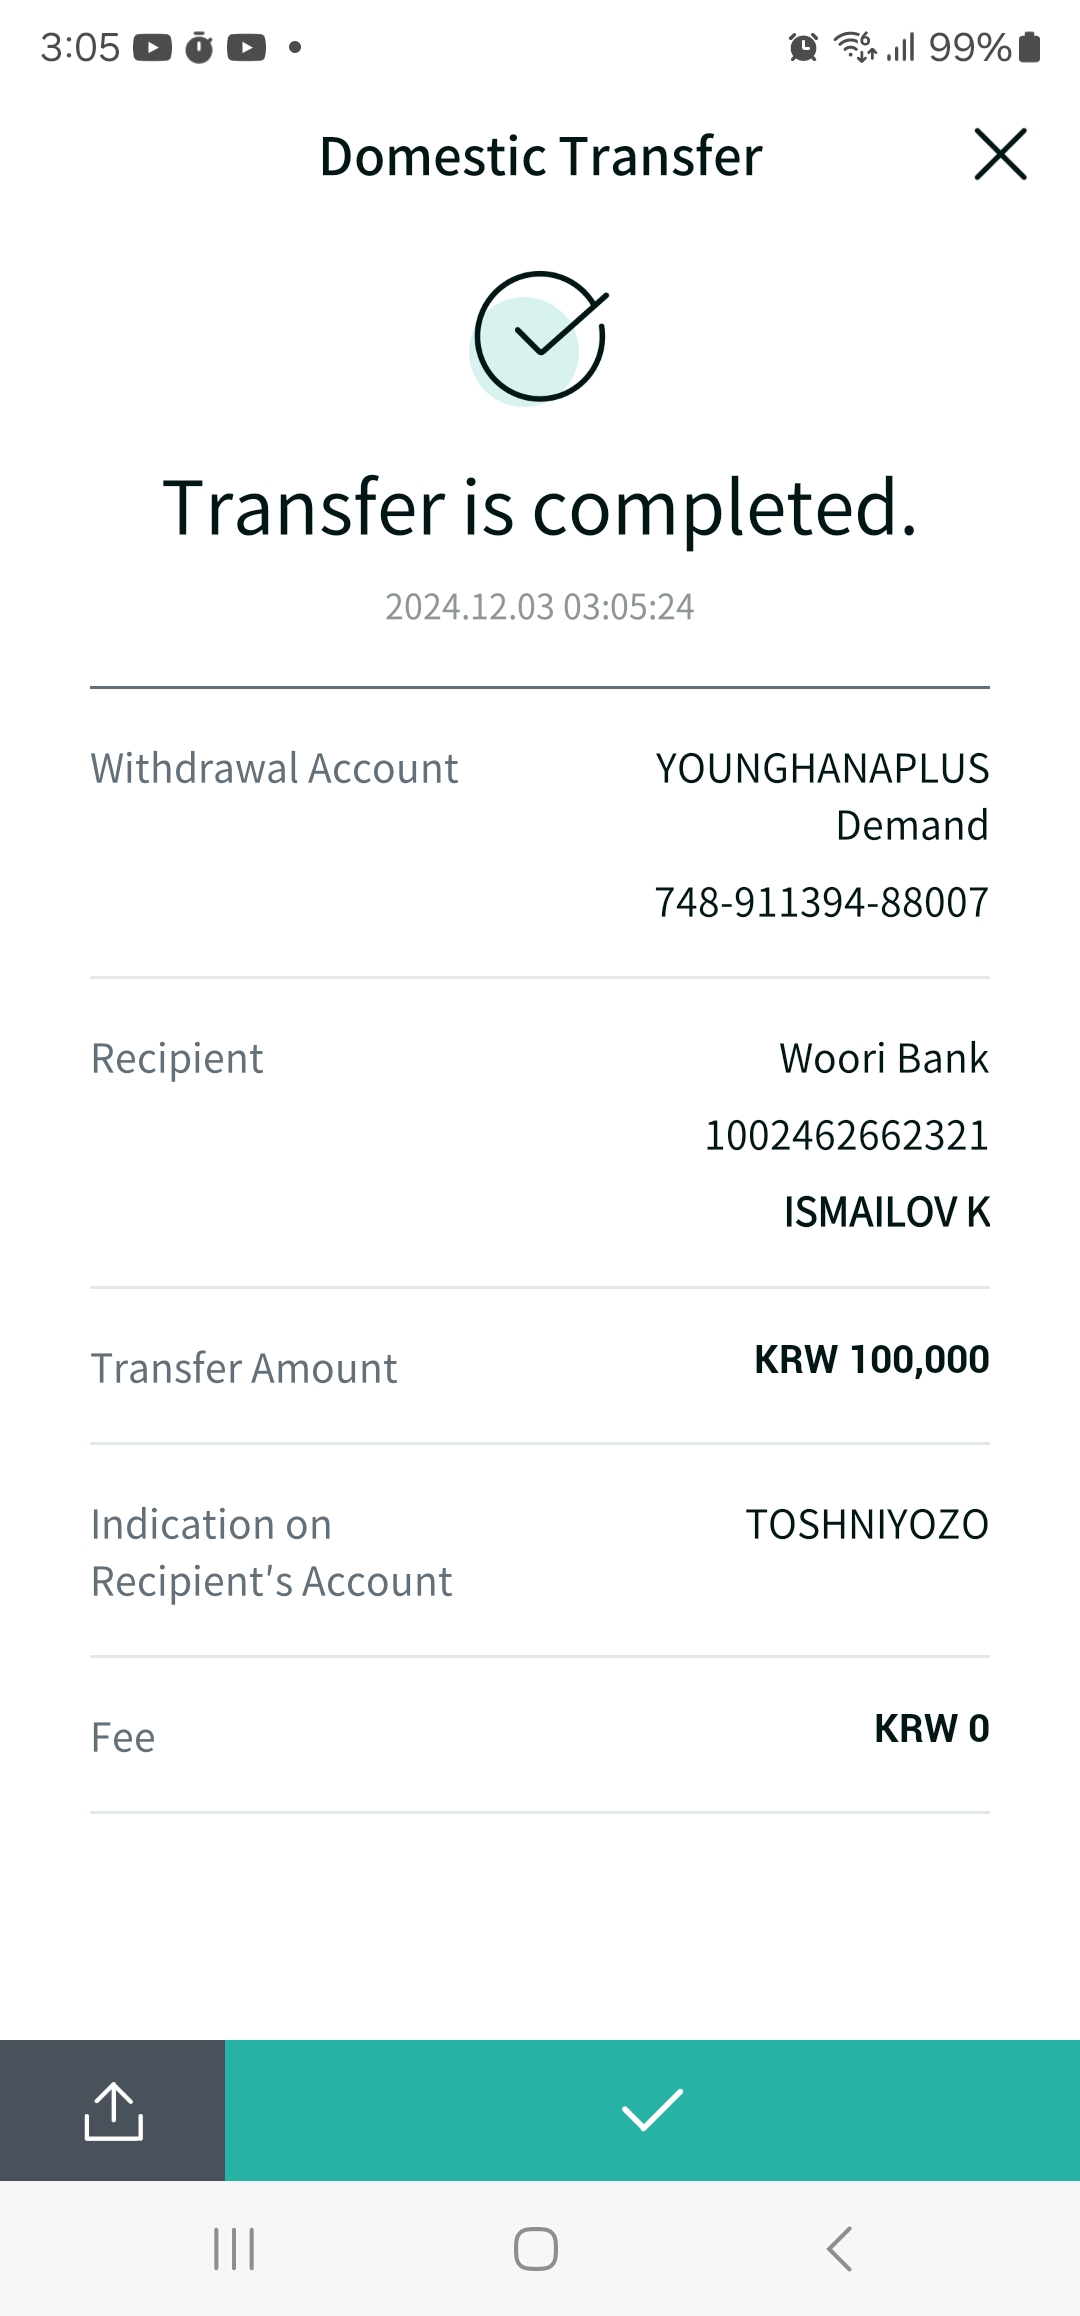 3:05
99%
Domestic Transfer
Transfer is completed.
2024.12.03 03:05:24
Withdrawal Account
YOUNGHANAPLUS
Demand
748-911394-88007
Recipient
Woori Bank
1002462662321
ISMAILOV K
Transfer Amount
KRW 100,000
Indication on
Recipient's Account
TOSHNIYOZO
Fee
KRW 0